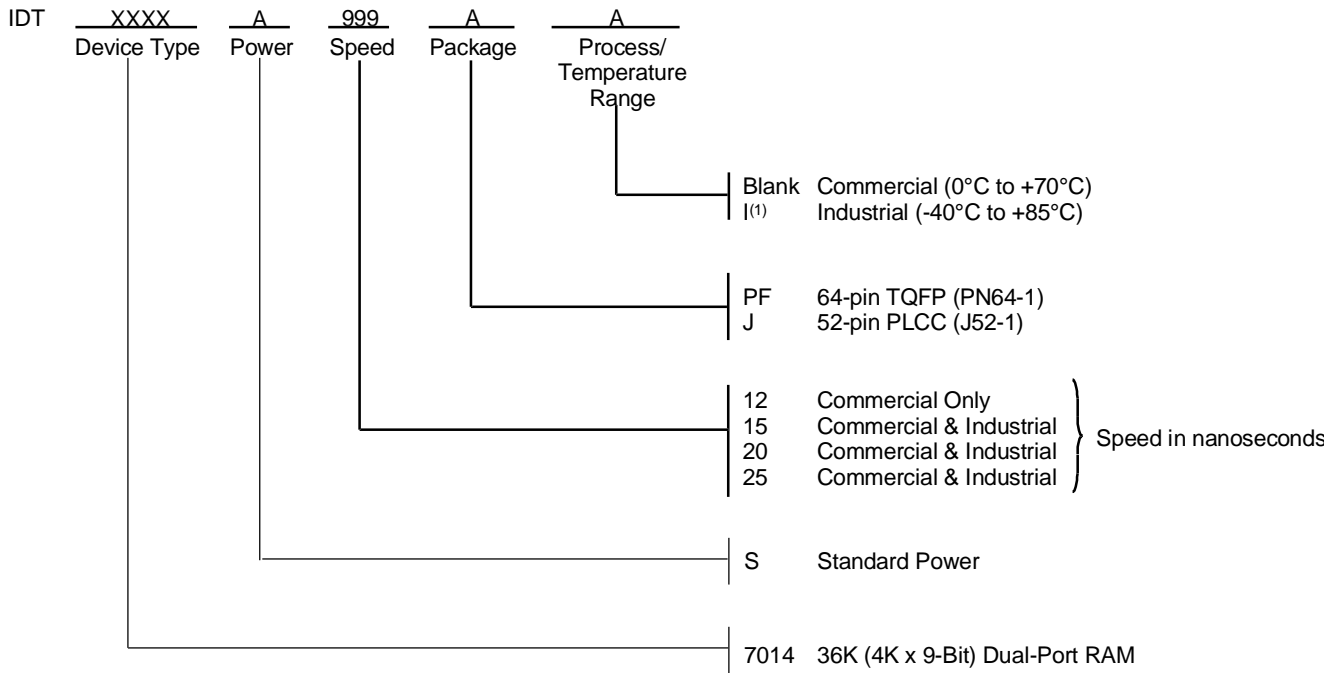 IDT XXXX A 999 A A
Device Type Power Speed Package Process/
Temperature
Range
Blank Commercial (0°C to +70°C)
I(1) Industrial (-40°C to +85°C)
PF 64-pin TQFP (PN64-1)
J 52-pin PLCC (J52-1)
12 Commercial Only
15 Commercial & Industrial
20 Commercial & Industrial
25 Commercial & Industrial
Speed in nanoseconds
S Standard Power
7014 36K (4K x 9-Bit) Dual-Port RAM